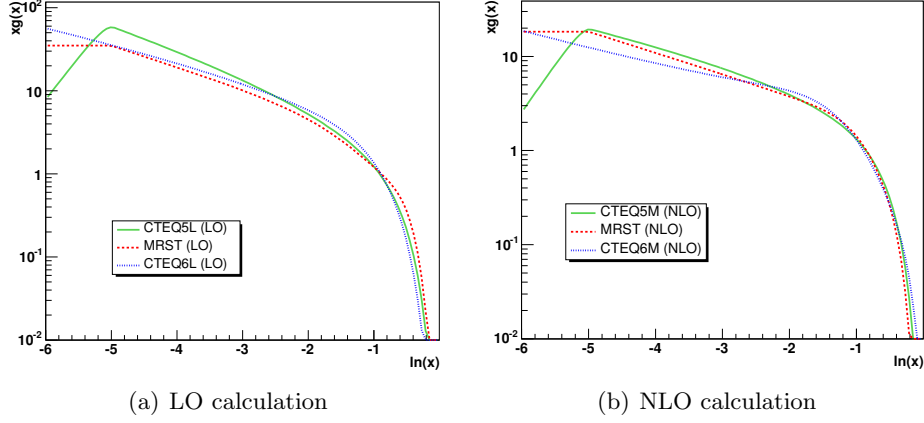 xg(x)
10²
10
1
10⁻¹
10⁻²
CTEQ5L (LO)
MRST (LO)
CTEQ6L (LO)
-6 -5 -4 -3 -2 -1
ln(x)
(a) LO calculation
xg(x)
10
1
10⁻¹
10⁻²
CTEQ5M (NLO)
MRST (NLO)
CTEQ6M (NLO)
-6 -5 -4 -3 -2 -1
ln(x)
(b) NLO calculation